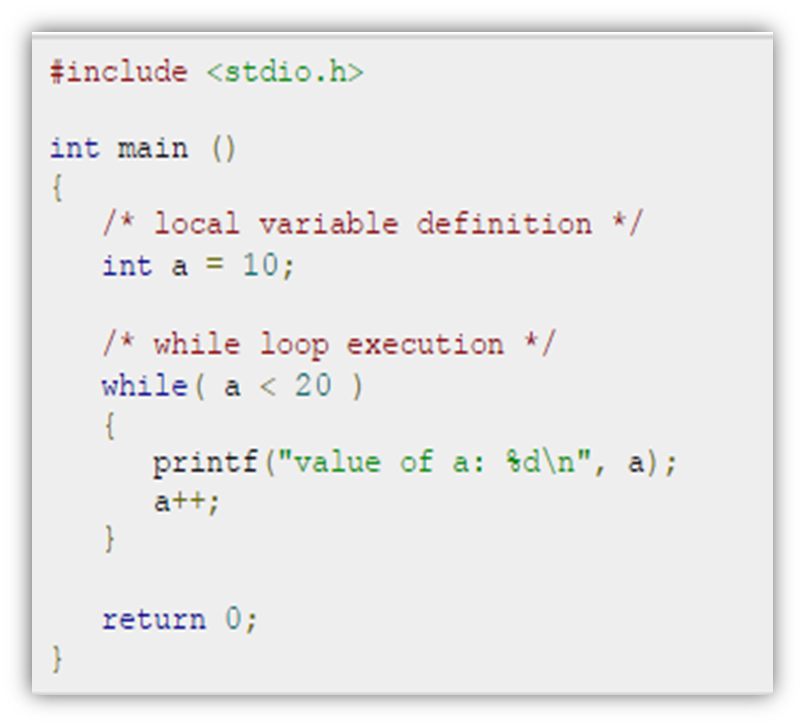 #include <stdio.h>
int main ()
{
/* local variable definition */
int a = 10;
/* while loop execution */
while( a < 20 )
{
printf("value of a: %d\n", a);
a++;
}
return 0;
}